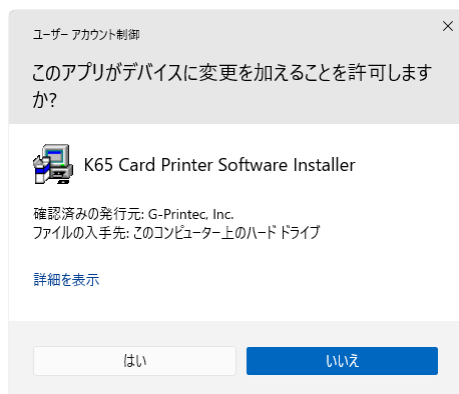 ユーザー アカウント制御
このアプリがデバイスに変更を加えることを許可します
か?
K65 Card Printer Software Installer
確認済みの発行元: G-Printec, Inc.
ファイルの入手先: このコンピューター上のハード ドライブ
詳細を表示
はい
いいえ